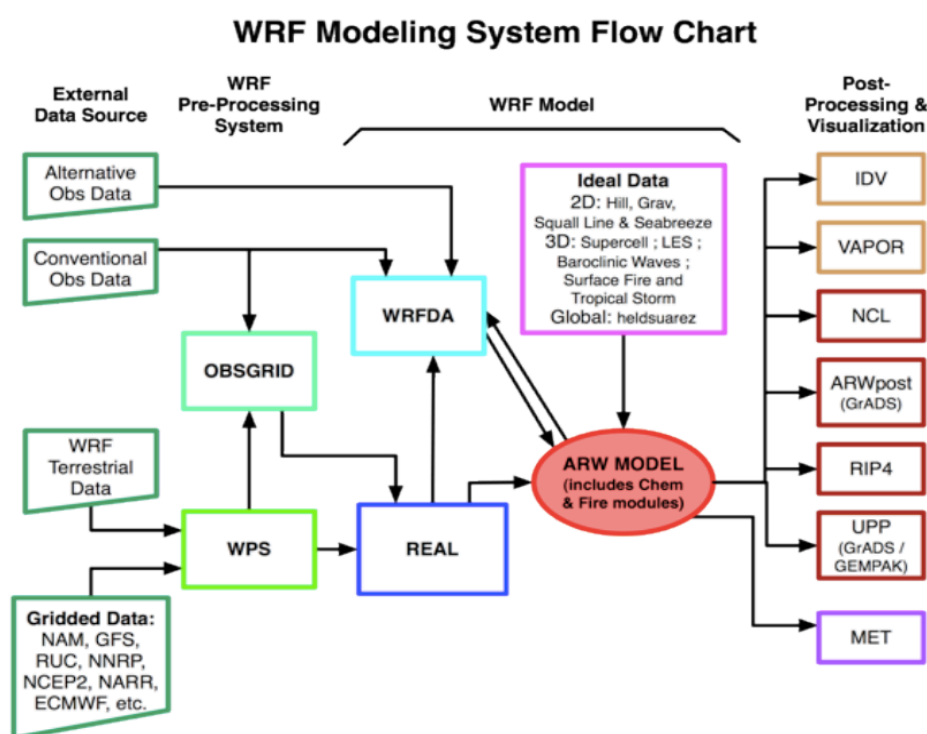 WRF Modeling System Flow Chart
External
Data Source
WRF
Pre-Processing
System
WRF Model
Post-
Processing &
Visualization
Alternative
Obs Data
Conventional
Obs Data
WRF
Terrestrial
Data
Gridded Data:
NAM, GFS,
RUC, NNRP,
NCEP2, NARR,
ECMWF, etc.
OBSGRID
WPS
WRFDA
REAL
Ideal Data
2D: Hill, Grav,
Squall Line & Seabreeze
3D: Supercell ; LES ;
Baroclinic Waves ;
Surface Fire and
Tropical Storm
Global: heldsuarez
ARW MODEL
(includes Chem
& Fire modules)
IDV
VAPOR
NCL
ARWpost
(GrADS)
RIP4
UPP
(GrADS /
GEMPAK)
MET